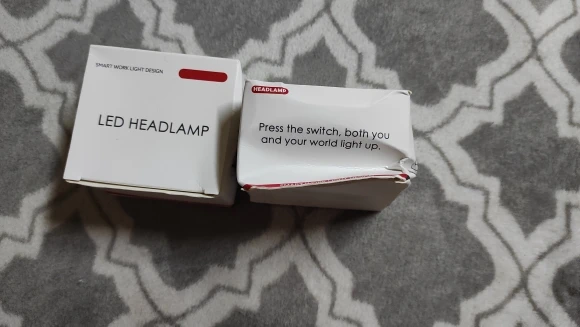 SMART WORK LIGHT DESIGN
LED HEADLAMP
HEADLAMP
Press the switch, both you
and your world light up.